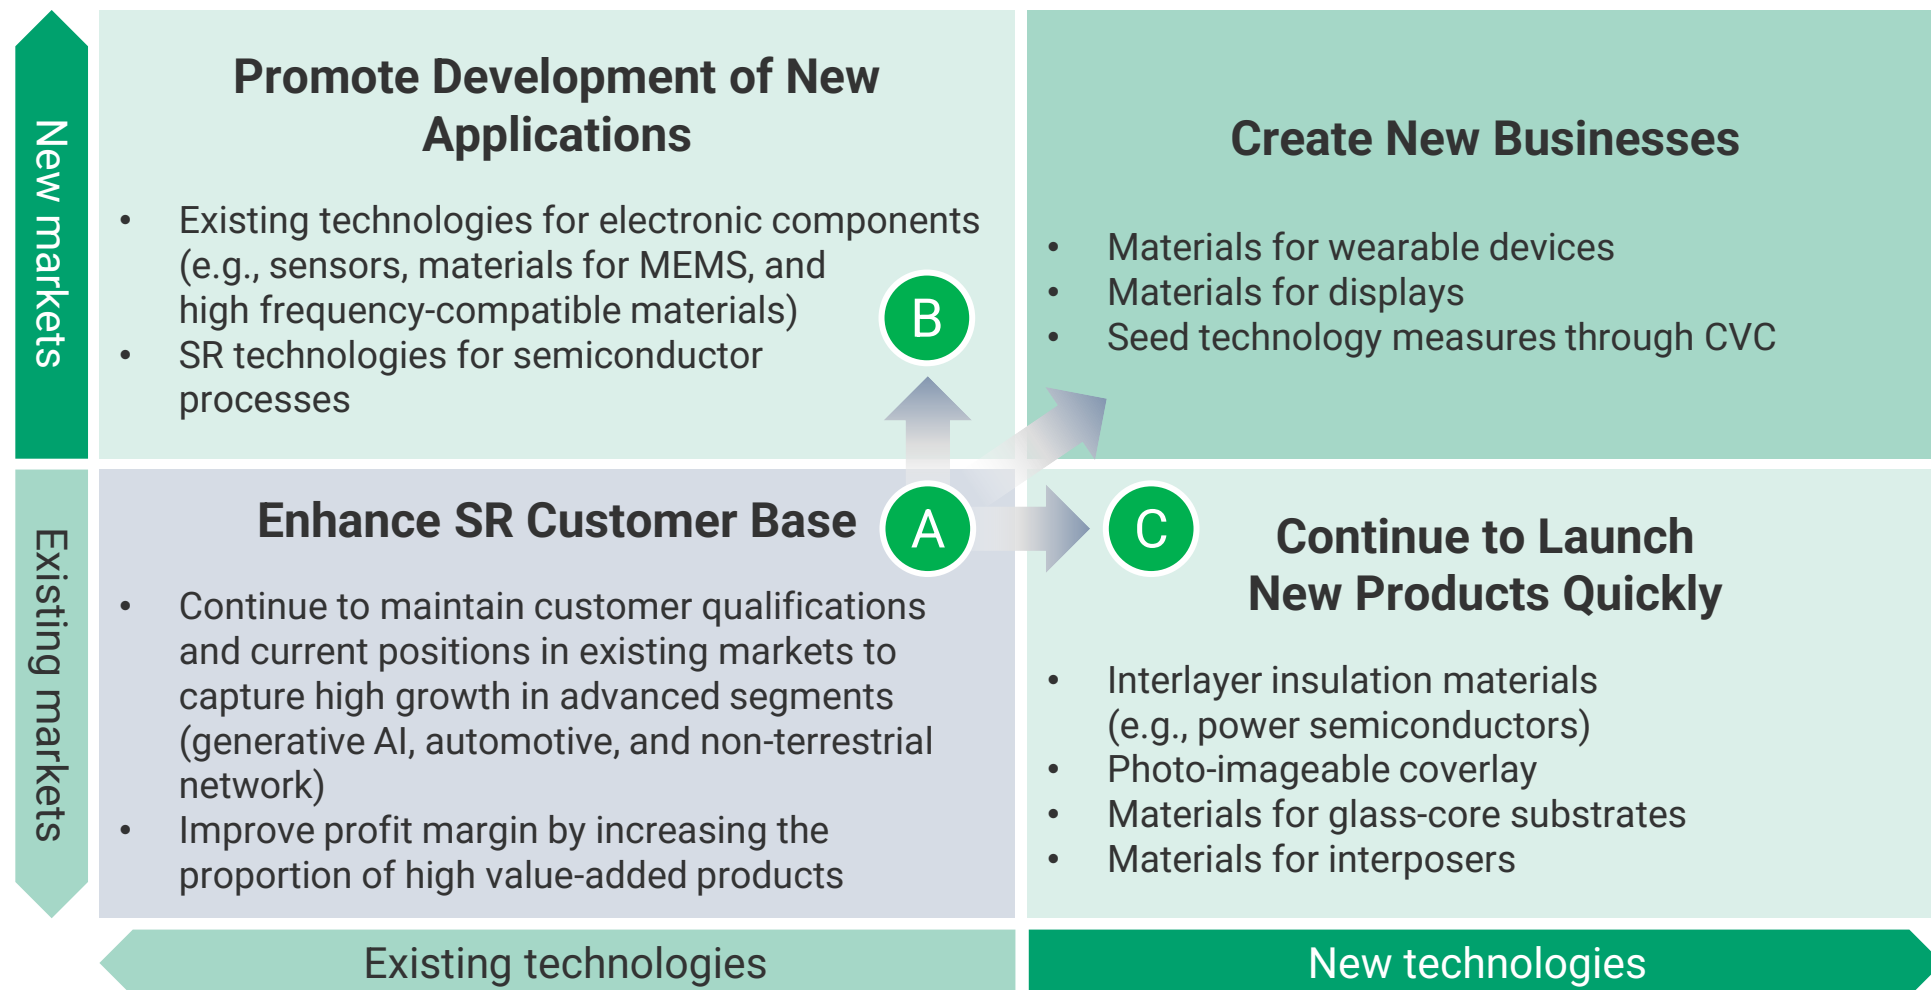 New markets
Promote Development of New
Applications
• Existing technologies for electronic components
(e.g., sensors, materials for MEMS, and
high frequency-compatible materials)
• SR technologies for semiconductor
processes
B
Create New Businesses
• Materials for wearable devices
• Materials for displays
• Seed technology measures through CVC
Existing markets
Enhance SR Customer Base
A
• Continue to maintain customer qualifications
and current positions in existing markets to
capture high growth in advanced segments
(generative AI, automotive, and non-terrestrial
network)
• Improve profit margin by increasing the
proportion of high value-added products
C
Continue to Launch
New Products Quickly
• Interlayer insulation materials
(e.g., power semiconductors)
• Photo-imageable coverlay
• Materials for glass-core substrates
• Materials for interposers
Existing technologies
New technologies